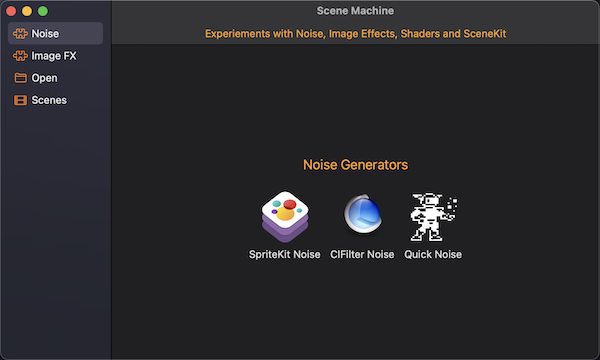 Scene Machine
Experiements with Noise, Image Effects, Shaders and SceneKit
Noise
Image FX
Open
Scenes
Noise Generators
SpriteKit Noise
CIFilter Noise
Quick Noise